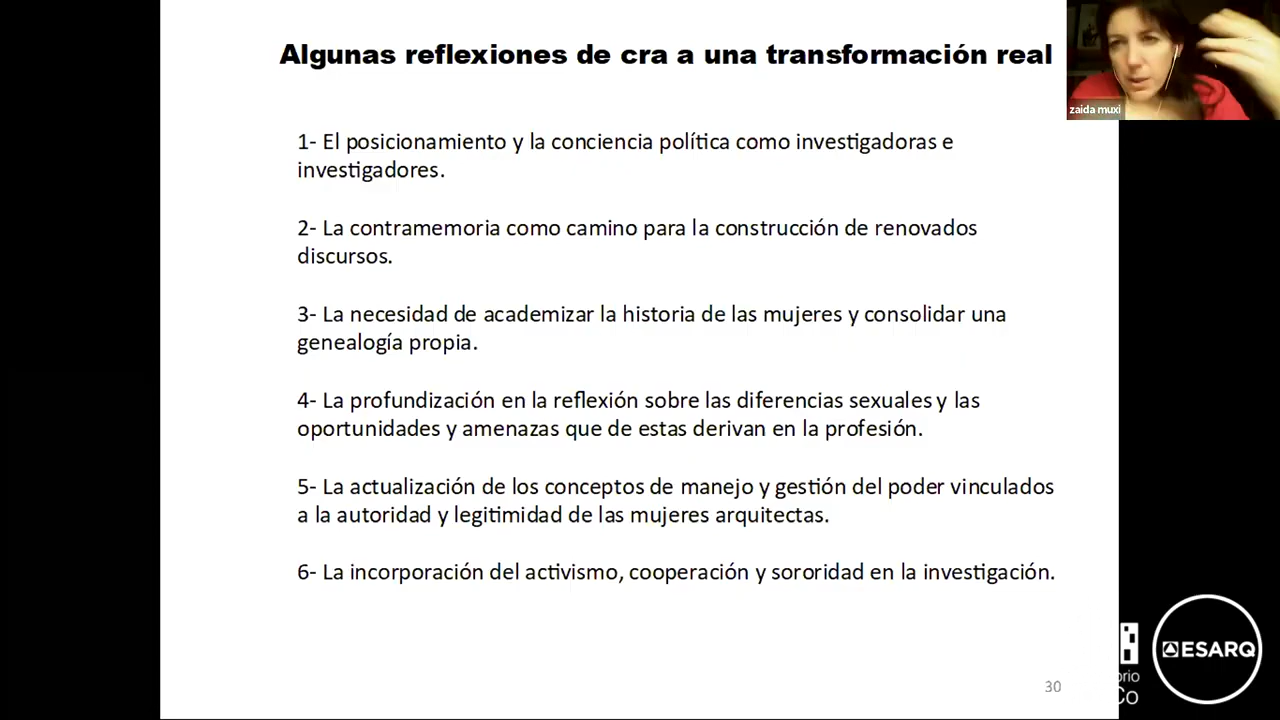 Algunas reflexiones de cra a una transformación real
zaida muxi
1- El posicionamiento y la conciencia política como investigadoras e
investigadores.
2- La contramemoria como camino para la construcción de renovados
discursos.
3- La necesidad de academizar la historia de las mujeres y consolidar una
genealogía propia.
4- La profundización en la reflexión sobre las diferencias sexuales y las
oportunidades y amenazas que de estas derivan en la profesión.
5- La actualización de los conceptos de manejo y gestión del poder vinculados
a la autoridad y legitimidad de las mujeres arquitectas.
6- La incorporación del activismo, cooperación y sororidad en la investigación.
ESARQ
30